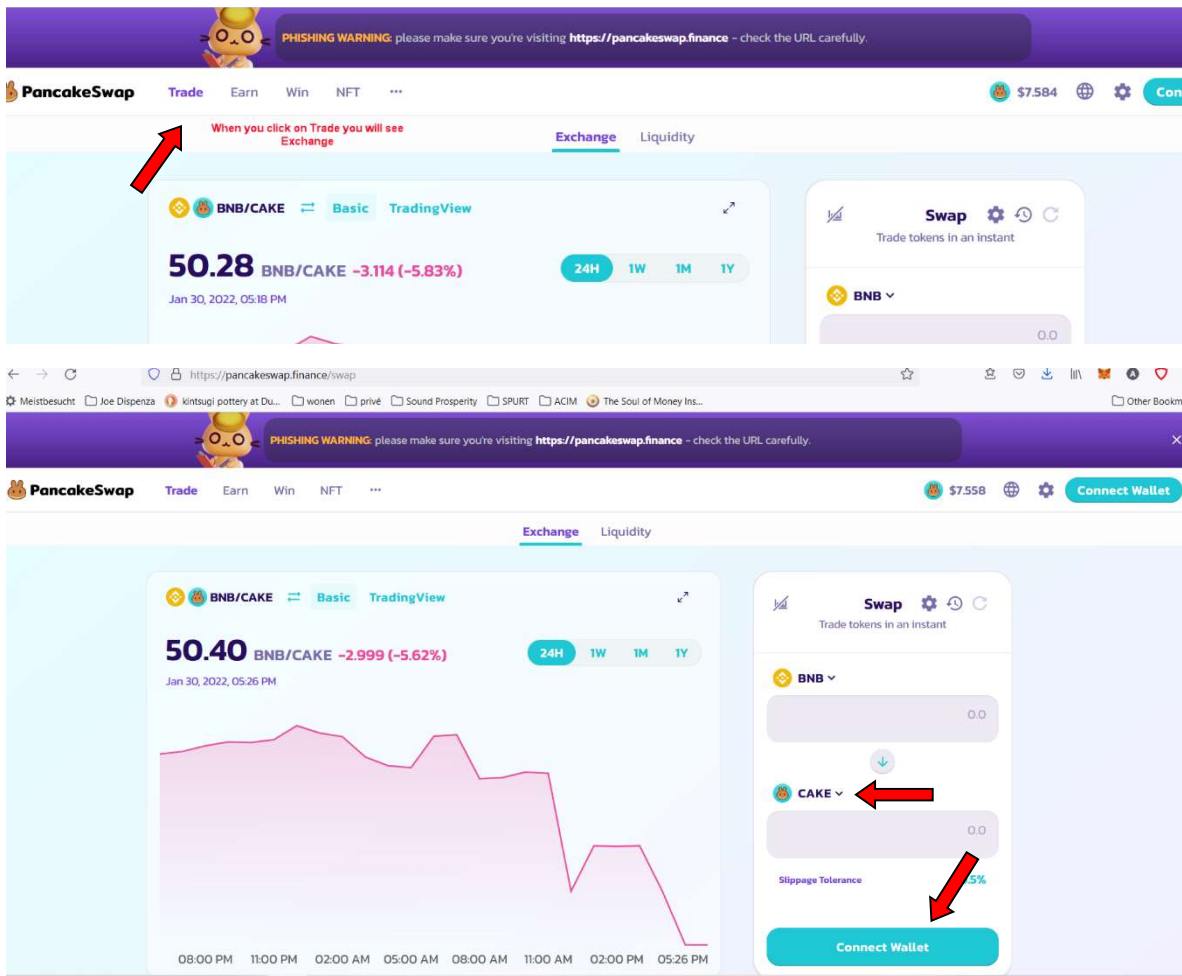 PHISHING WARNING: please make sure you're visiting https://pancakeswap.finance - check the URL carefully.
PancakeSwap Trade Earn Win NFT ... $7.584 Con
When you click on Trade you will see
Exchange
Exchange Liquidity
BNB/CAKE Basic TradingView
Swap
Trade tokens in an instant
50.28 BNB/CAKE -3.114 (-5.83%)
24H 1W 1M 1Y
Jan 30, 2022, 05:18 PM
BNB
0.0
https://pancakeswap.finance/swap
Meistbesucht Joe Dispenza kintsugi pottery at Du... wonen privé Sound Prosperity SPURT ACIM The Soul of Money Ins... Other Bookm
PHISHING WARNING: please make sure you're visiting https://pancakeswap.finance - check the URL carefully.
PancakeSwap Trade Earn Win NFT ... $7.558 Connect Wallet
Exchange Liquidity
BNB/CAKE Basic TradingView
Swap
Trade tokens in an instant
50.40 BNB/CAKE -2.999 (-5.62%)
24H 1W 1M 1Y
Jan 30, 2022, 05:26 PM
BNB
0.0
CAKE
0.0
Slippage Tolerance .5%
Connect Wallet
08:00 PM 11:00 PM 02:00 AM 05:00 AM 08:00 AM 11:00 AM 02:00 PM 05:26 PM